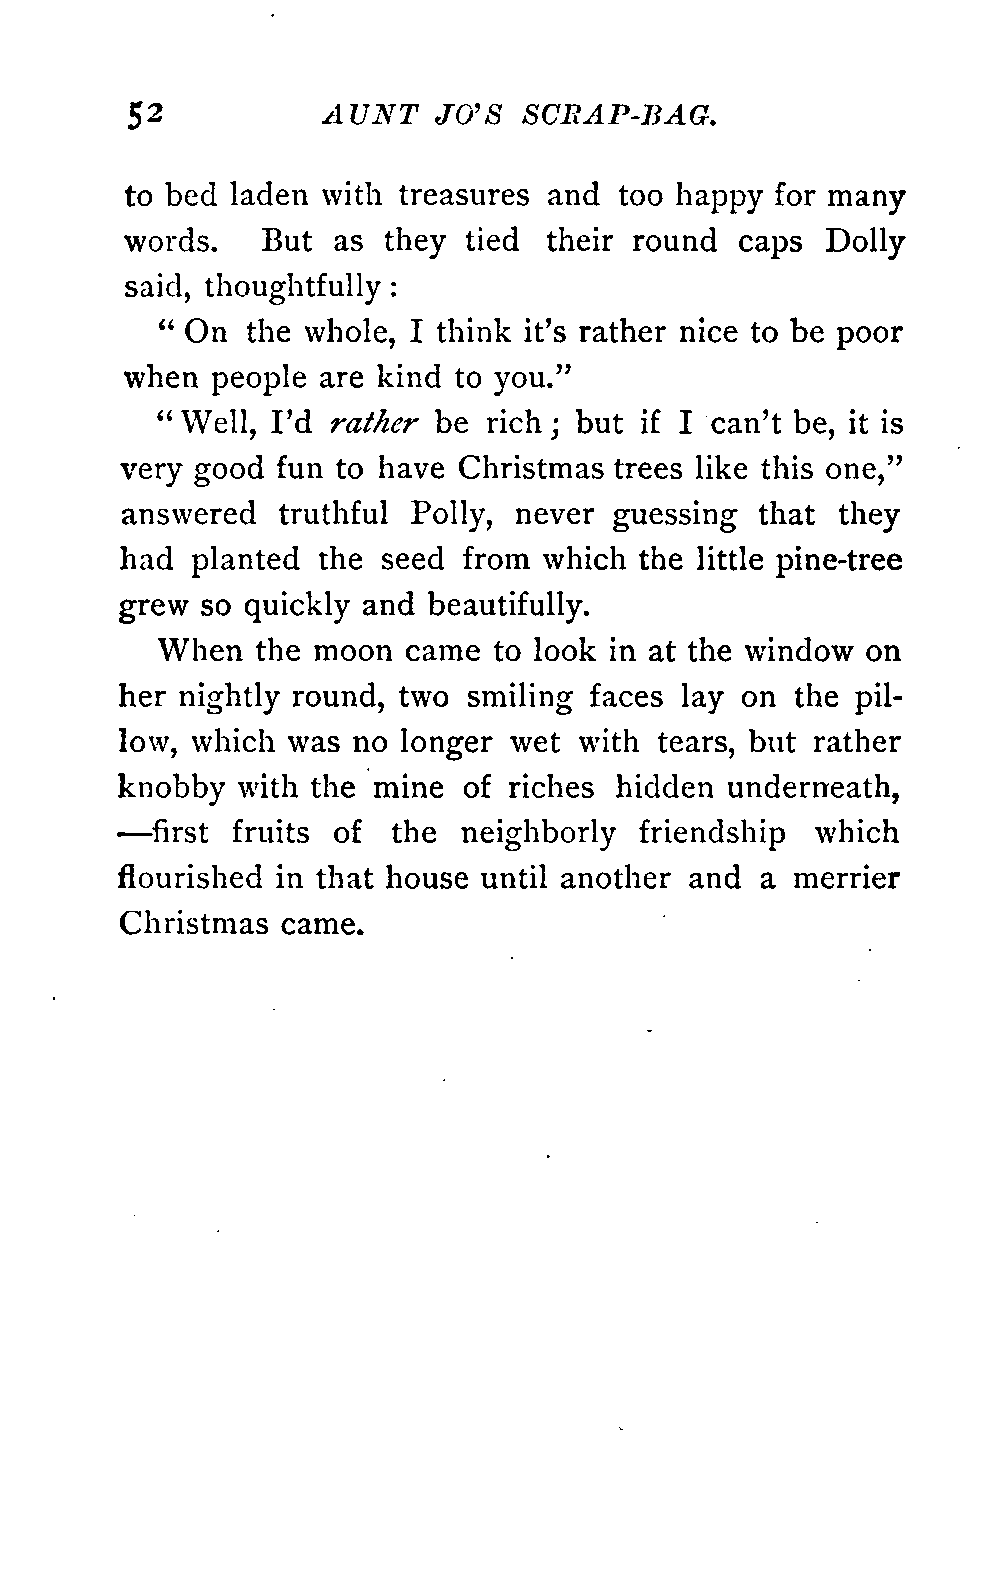 52 AUNT JO'S SCRAP-BAG.
to bed laden with treasures and too happy for many
words. But as they tied their round caps Dolly
said, thoughtfully :
" On the whole, I think it's rather nice to be poor
when people are kind to you."
" Well, I'd rather be rich ; but if I can't be, it is
very good fun to have Christmas trees like this one,"
answered truthful Polly, never guessing that they
had planted the seed from which the little pine-tree
grew so quickly and beautifully.
When the moon came to look in at the window on
her nightly round, two smiling faces lay on the pil-
low, which was no longer wet with tears, but rather
knobby with the mine of riches hidden underneath,
—first fruits of the neighborly friendship which
flourished in that house until another and a merrier
Christmas came.